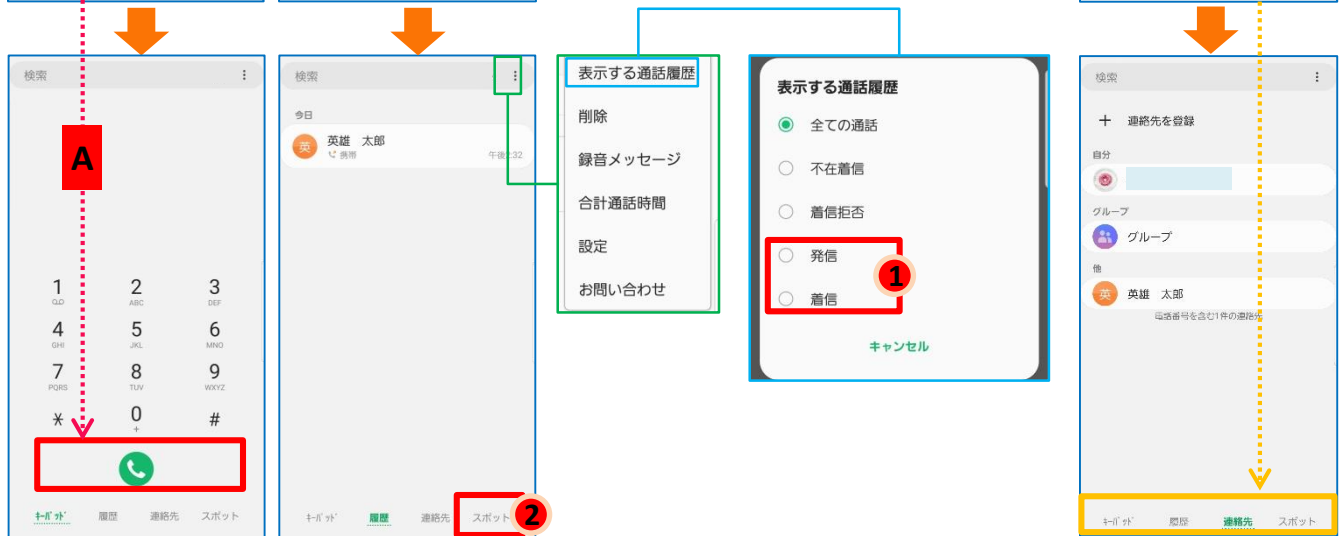 検索
A
1
2
ABC
3
DEF
4
GHI
5
JKL
6
MNO
7
PQRS
8
TUV
9
WXYZ
*
0
+
#
キーパッド 履歴 連絡先 スポット
検索
今日
英
英雄 太郎
携帯
午後 :32
キーパッド 履歴 連絡先 スポット
2
表示する通話履歴
削除
録音メッセージ
合計通話時間
設定
お問い合わせ
表示する通話履歴
全ての通話
不在着信
着信拒否
発信
1
着信
キャンセル
検索
+ 連絡先を登録
自分
グループ
グループ
他
英
英雄 太郎
電話番号を含む1件の連絡先
キーパッド 履歴 連絡先 スポット